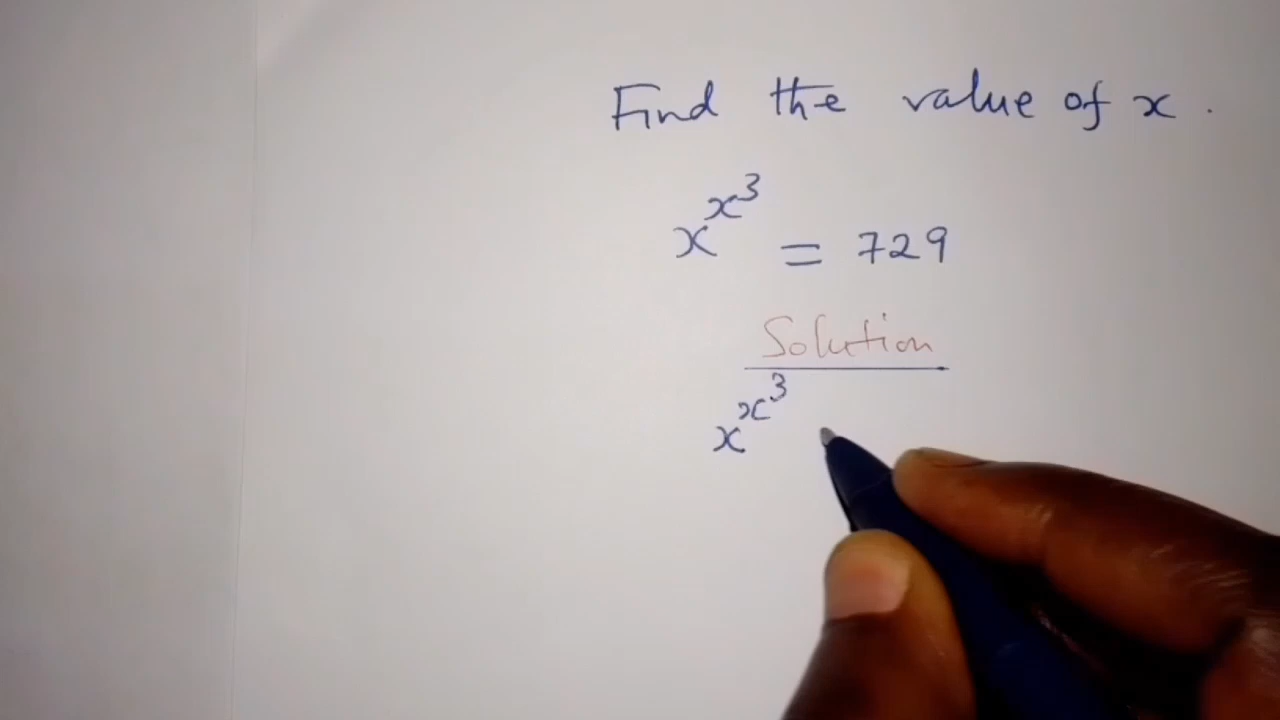 Find the value of x.
x^{x^3} = 729
Solution
x^{x^3}